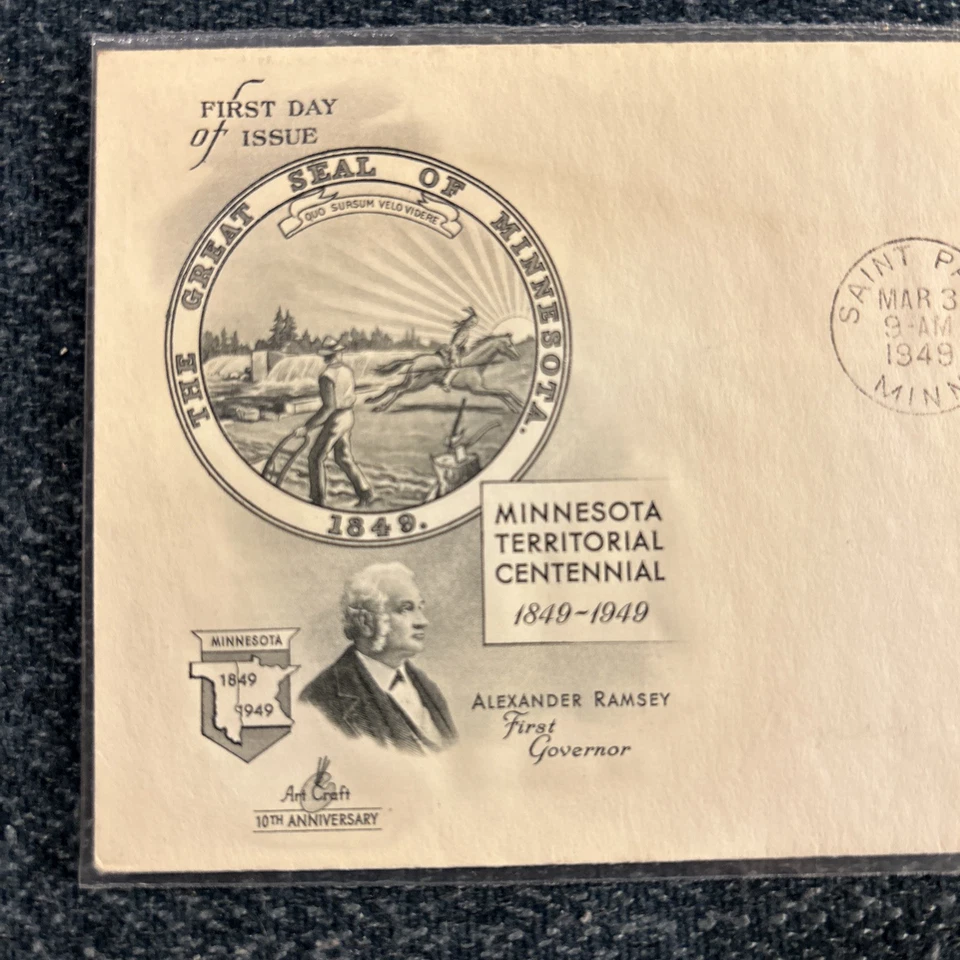 FIRST DAY
of ISSUE
THE GREAT SEAL OF MINNESOTA.
QUO SURSUM VELO VIDERE
1849.
SAINT P
MAR 3
9-AM
1949
MINN
MINNESOTA
TERRITORIAL
CENTENNIAL
1849~1949
MINNESOTA
1849
1949
ALEXANDER RAMSEY
First
Governor
Art Craft
10TH ANNIVERSARY